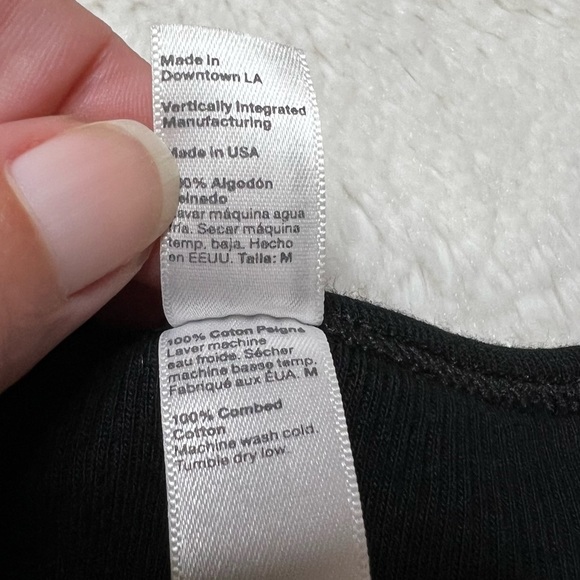 Made in
Downtown LA
Vertically Integrated
Manufacturing
Made in USA
100% Algodón
Peinado
Lavar máquina agua
fría. Secar máquina
temp. baja. Hecho
en EEUU. Talla: M
100% Coton Peigne
Laver machine
eau froide. Sécher
machine basse temp.
Fabriqué aux ÉUA. M
100% Combed
Cotton
Machine wash cold.
Tumble dry low.